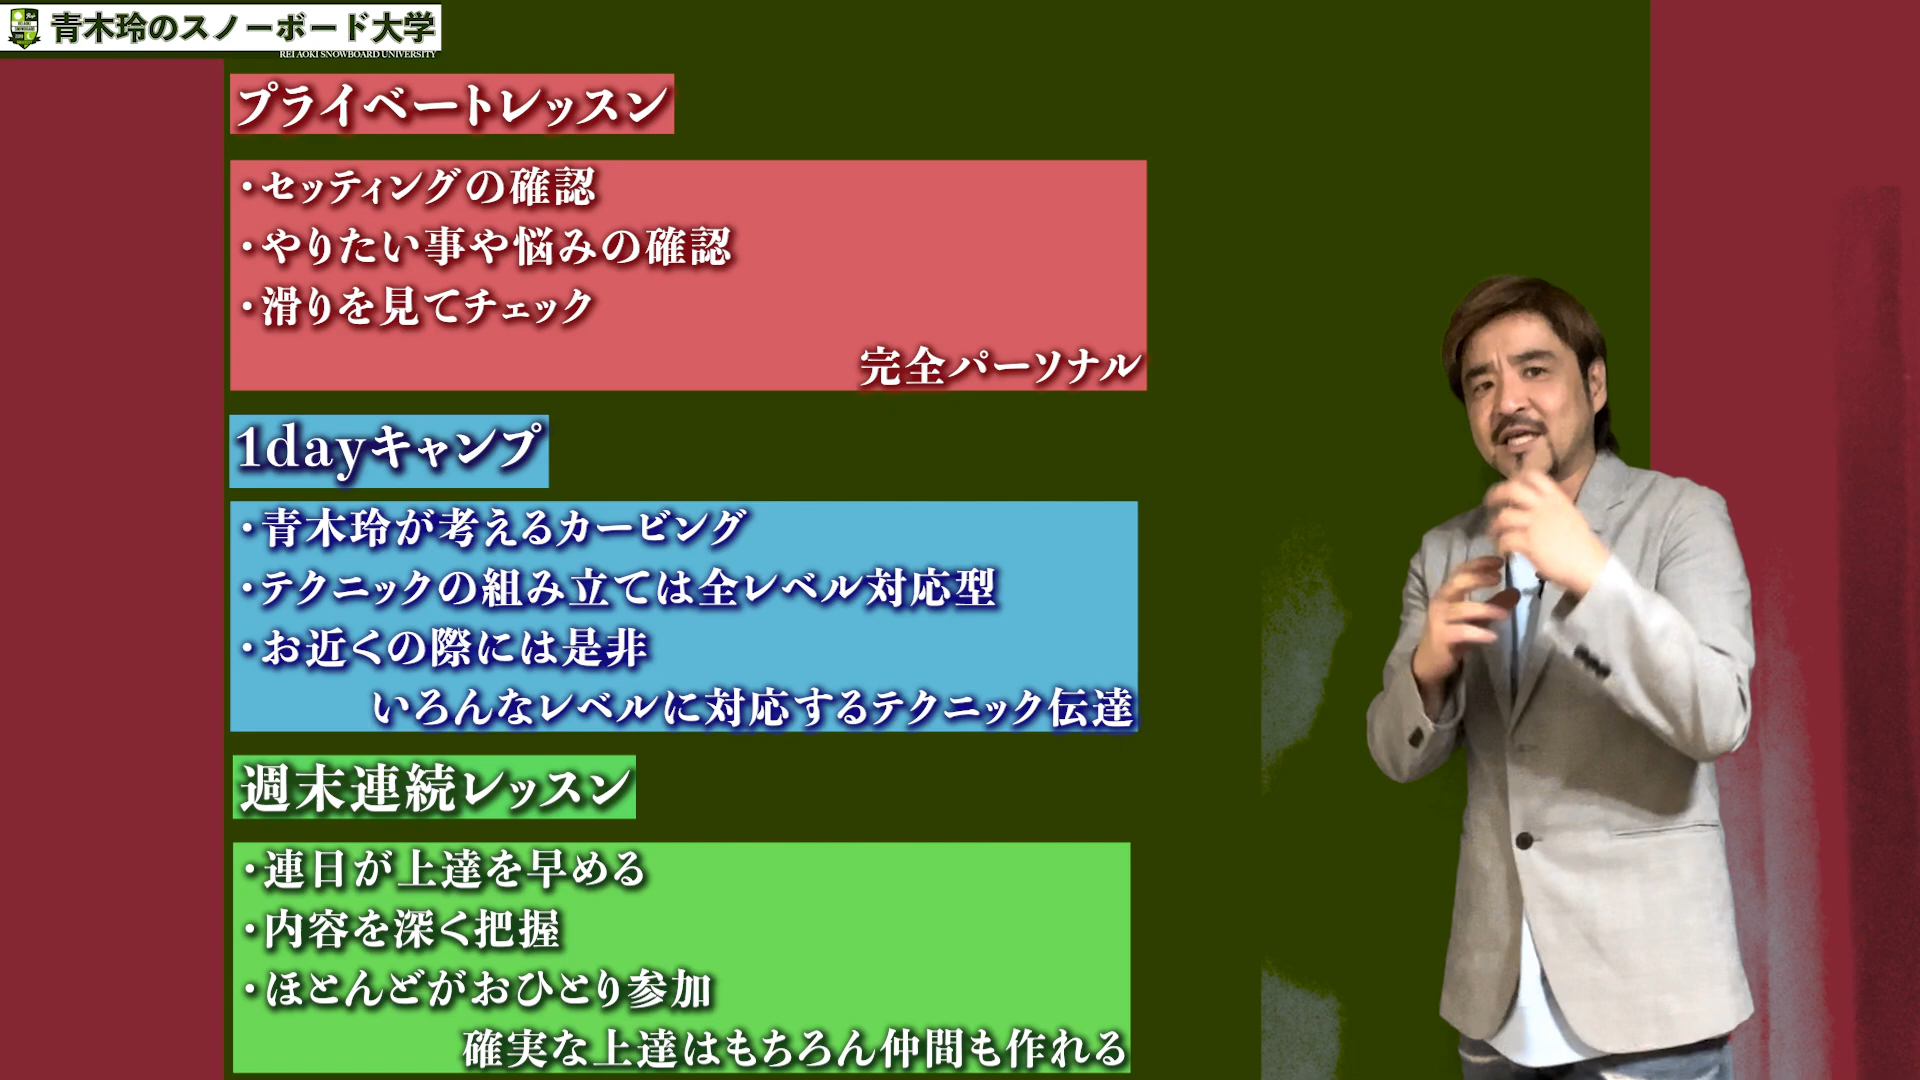 青木玲のスノーボード大学
REI AOKI SNOWBOARD UNIVERSITY
プライベートレッスン
・セッティングの確認
・やりたい事や悩みの確認
・滑りを見てチェック
完全パーソナル
1dayキャンプ
・青木玲が考えるカービング
・テクニックの組み立ては全レベル対応型
・お近くの際には是非
いろんなレベルに対応するテクニック伝達
週末連続レッスン
・連日が上達を早める
・内容を深く把握
・ほとんどがおひとり参加
確実な上達はもちろん仲間も作れる